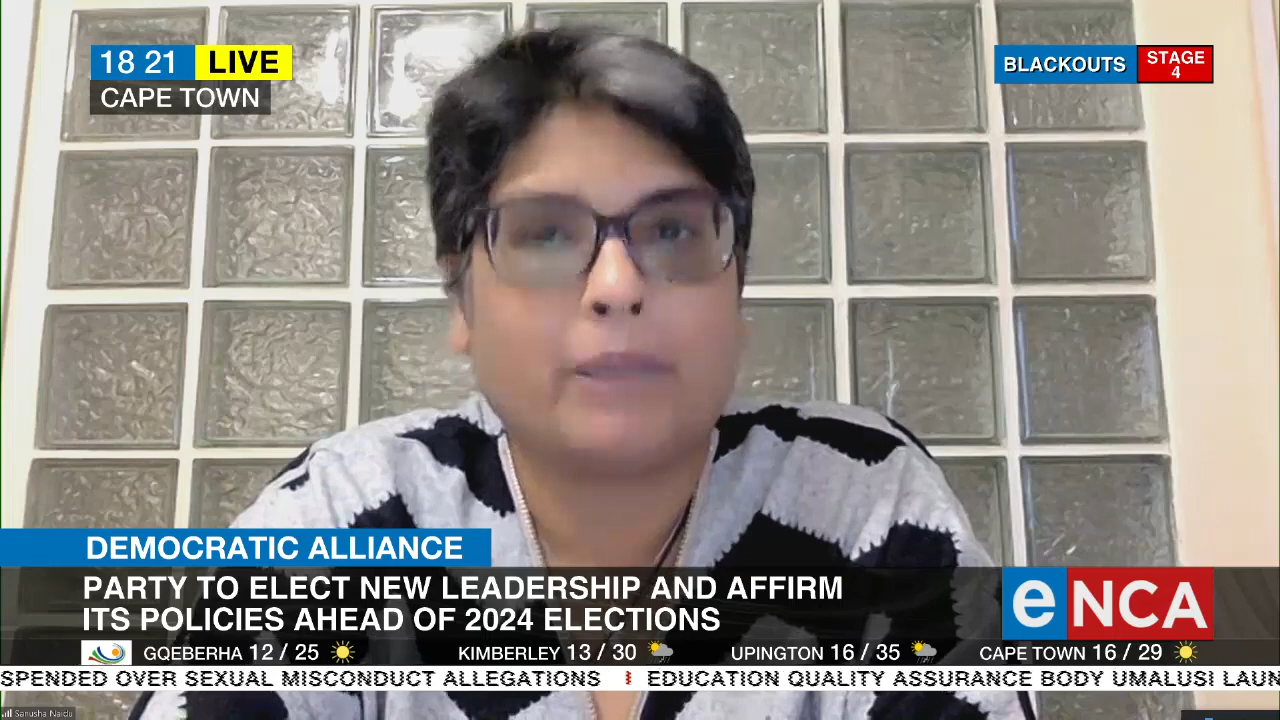 18 21 LIVE
CAPE TOWN
BLACKOUTS STAGE 4
DEMOCRATIC ALLIANCE
PARTY TO ELECT NEW LEADERSHIP AND AFFIRM
ITS POLICIES AHEAD OF 2024 ELECTIONS
eNCA
GQEBERHA 12 / 25 KIMBERLEY 13 / 30 UPINGTON 16 / 35 CAPE TOWN 16 / 29
SPENDED OVER SEXUAL MISCONDUCT ALLEGATIONS EDUCATION QUALITY ASSURANCE BODY UMALUSI LAUN
Sanusha Naidu